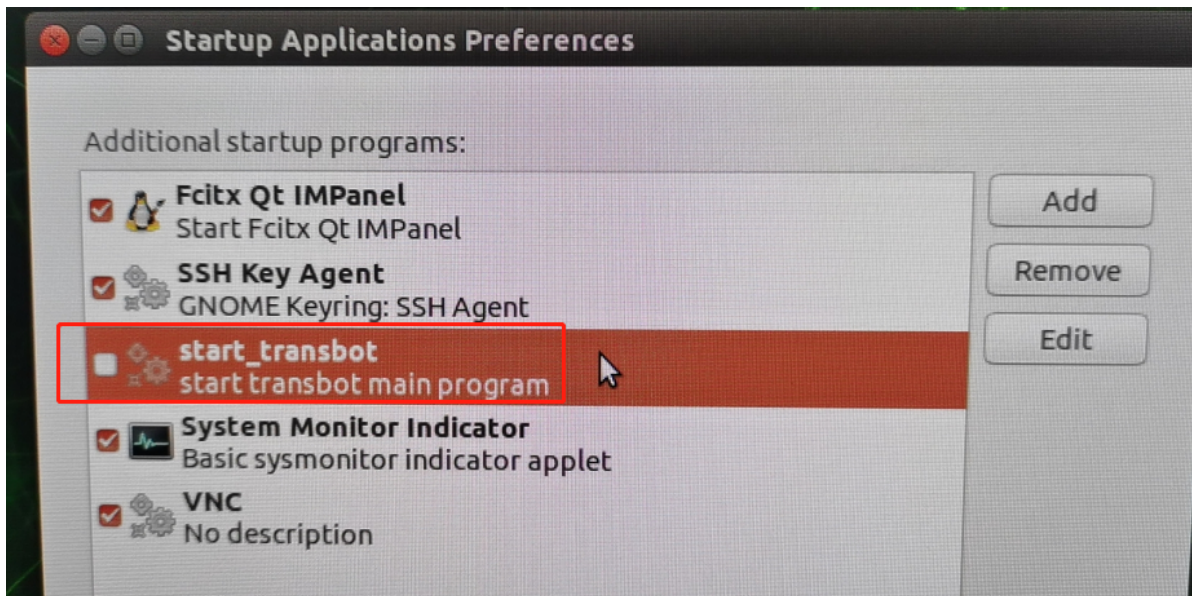 Startup Applications Preferences
Additional startup programs:
Fcitx Qt IMPanel
Start Fcitx Qt IMPanel
SSH Key Agent
GNOME Keyring: SSH Agent
start_transbot
start transbot main program
System Monitor Indicator
Basic sysmonitor indicator applet
VNC
No description
Add
Remove
Edit